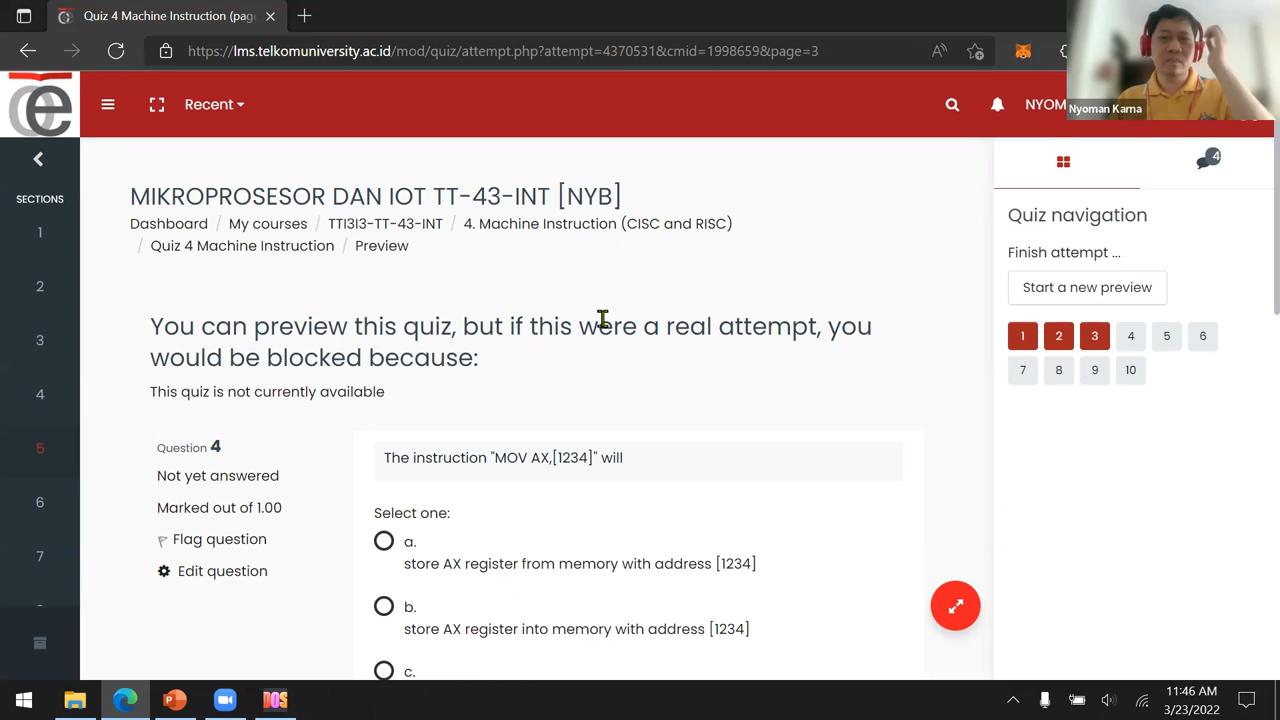 Quiz 4 Machine Instruction (pag
https://lms.telkomuniversity.ac.id/mod/quiz/attempt.php?attempt=4370531&cmid=1998659&page=3
Nyoman Karna
e
Recent
NYOM
SECTIONS
1
2
3
4
5
6
7
MIKROPROSESOR DAN IOT TT-43-INT [NYB]
Dashboard / My courses / TTI3I3-TT-43-INT / 4. Machine Instruction (CISC and RISC)
/ Quiz 4 Machine Instruction / Preview
You can preview this quiz, but if this were a real attempt, you
would be blocked because:
This quiz is not currently available
Question 4
Not yet answered
Marked out of 1.00
Flag question
Edit question
The instruction "MOV AX,[1234]" will
Select one:
a.
store AX register from memory with address [1234]
b.
store AX register into memory with address [1234]
c.
4
Quiz navigation
Finish attempt ...
Start a new preview
1 2 3 4 5 6
7 8 9 10
DOS
11:46 AM
3/23/2022